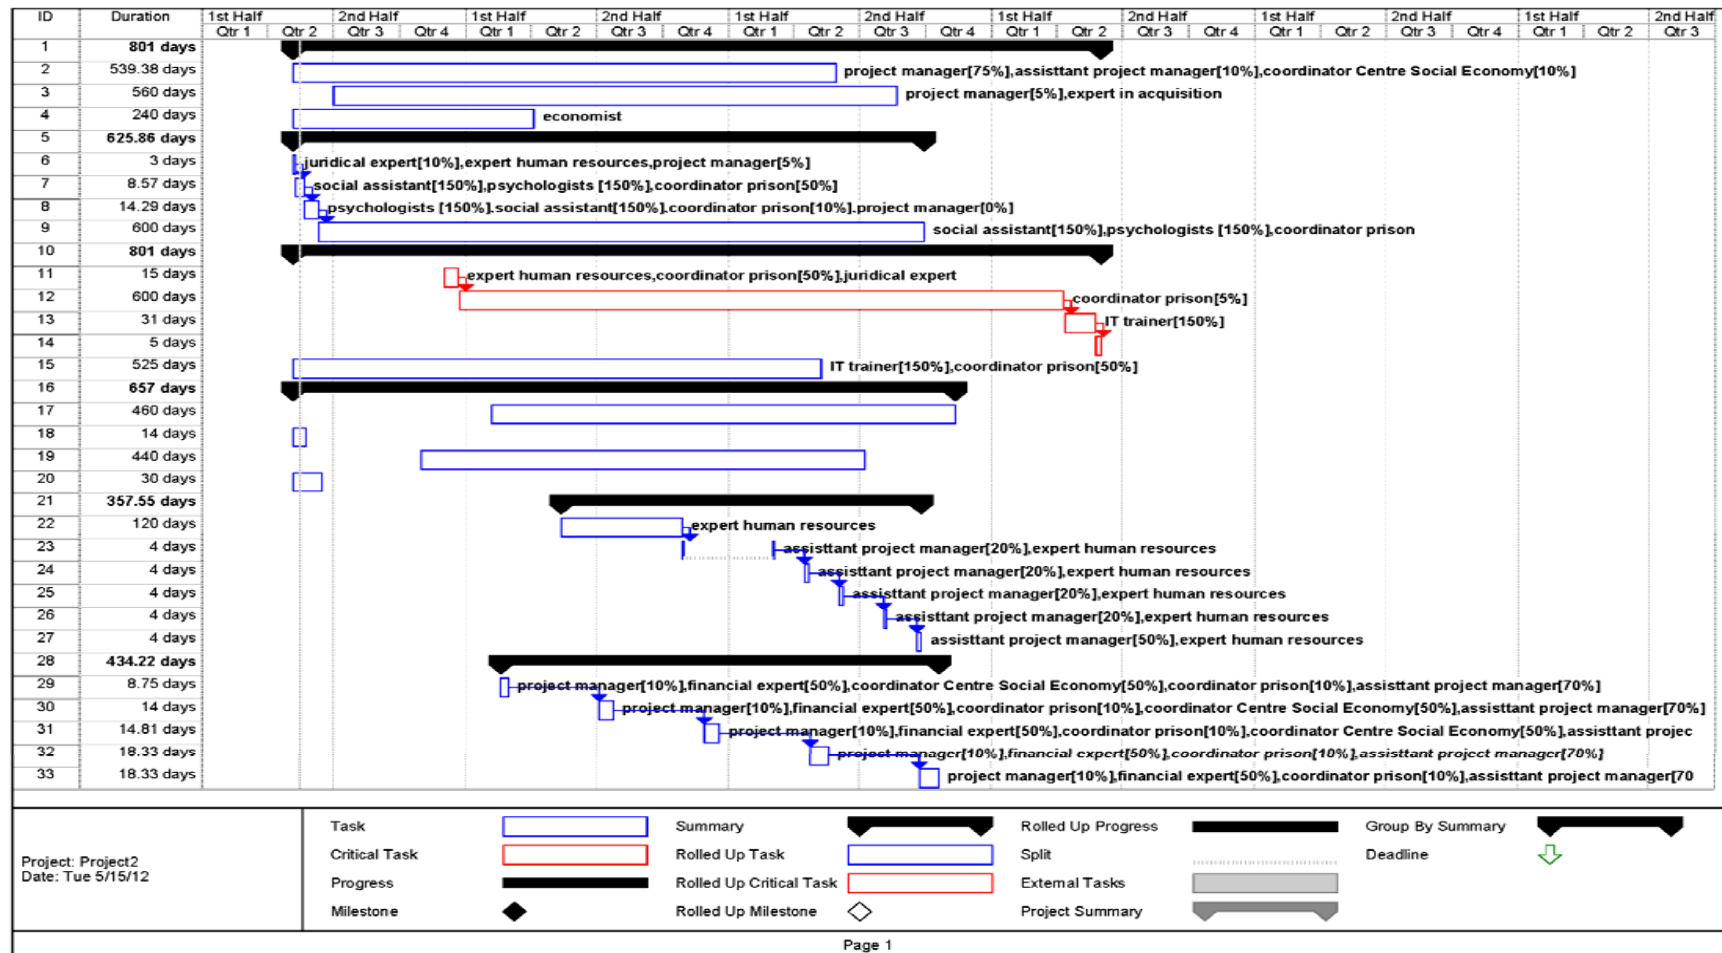 ID Duration 1st Half 2nd Half 1st Half 2nd Half 1st Half 2nd Half 1st Half 2nd Half 1st Half 2nd Half 1st Half 2nd Half
Qtr 1 Qtr 2 Qtr 3 Qtr 4 Qtr 1 Qtr 2 Qtr 3 Qtr 4 Qtr 1 Qtr 2 Qtr 3 Qtr 4 Qtr 1 Qtr 2 Qtr 3 Qtr 4 Qtr 1 Qtr 2 Qtr 3 Qtr 4 Qtr 1 Qtr 2 Qtr 3
1 801 days
2 539.38 days project manager[75%],assisttant project manager[10%],coordinator Centre Social Economy[10%]
3 560 days project manager[5%],expert in acquisition
4 240 days economist
5 625.86 days
6 3 days juridical expert[10%],expert human resources,project manager[5%]
7 8.57 days social assistant[150%],psychologists [150%],coordinator prison[50%]
8 14.29 days psychologists [150%],social assistant[150%],coordinator prison[10%],project manager[0%]
9 600 days social assistant[150%],psychologists [150%],coordinator prison
10 801 days
11 15 days expert human resources,coordinator prison[50%],juridical expert
12 600 days coordinator prison[5%]
13 31 days IT trainer[150%]
14 5 days
15 525 days IT trainer[150%],coordinator prison[50%]
16 657 days
17 460 days
18 14 days
19 440 days
20 30 days
21 357.55 days
22 120 days expert human resources
23 4 days assisttant project manager[20%],expert human resources
24 4 days assisttant project manager[20%],expert human resources
25 4 days assisttant project manager[20%],expert human resources
26 4 days assisttant project manager[20%],expert human resources
27 4 days assisttant project manager[50%],expert human resources
28 434.22 days
29 8.75 days project manager[10%],financial expert[50%],coordinator Centre Social Economy[50%],coordinator prison[10%],assisttant project manager[70%]
30 14 days project manager[10%],financial expert[50%],coordinator prison[10%],coordinator Centre Social Economy[50%],assisttant project manager[70%]
31 14.81 days project manager[10%],financial expert[50%],coordinator prison[10%],coordinator Centre Social Economy[50%],assisttant projec
32 18.33 days project manager[10%],financial expert[50%],coordinator prison[10%],assisttant project manager[70%]
33 18.33 days project manager[10%],financial expert[50%],coordinator prison[10%],assisttant project manager[70
Project: Project2
Date: Tue 5/15/12
Task Summary Rolled Up Progress Group By Summary
Critical Task Rolled Up Task Split Deadline
Progress Rolled Up Critical Task External Tasks
Milestone Rolled Up Milestone Project Summary
Page 1